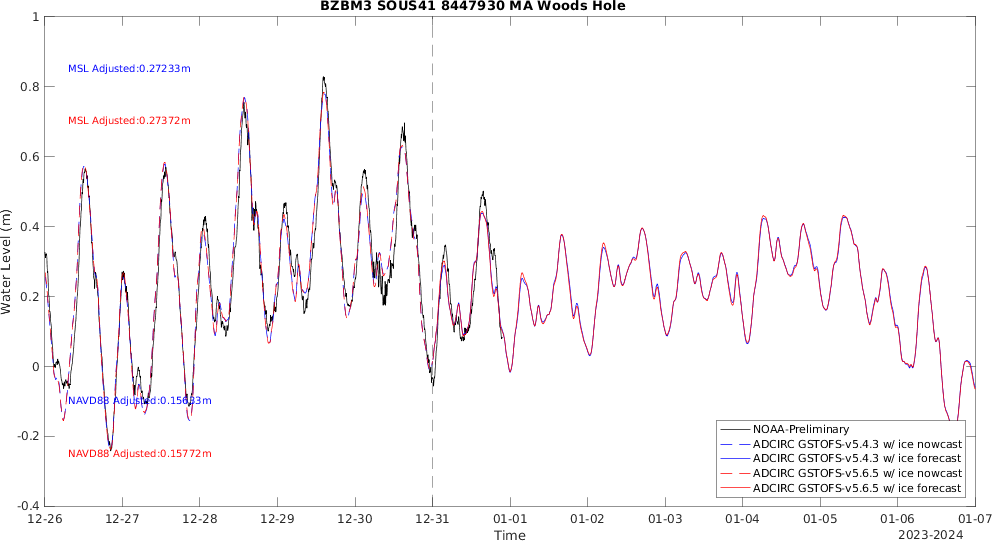 BZBM3 SOUS41 8447930 MA Woods Hole
1
0.8
0.6
0.4
0.2
0
-0.2
-0.4
Water Level (m)
MSL Adjusted:0.27233m
MSL Adjusted:0.27372m
NAVD88 Adjusted:0.15633m
NAVD88 Adjusted:0.15772m
NOAA-Preliminary
ADCIRC GSTOFS-v5.4.3 w/ ice nowcast
ADCIRC GSTOFS-v5.4.3 w/ ice forecast
ADCIRC GSTOFS-v5.6.5 w/ ice nowcast
ADCIRC GSTOFS-v5.6.5 w/ ice forecast
12-26 12-27 12-28 12-29 12-30 12-31 01-01 01-02 01-03 01-04 01-05 01-06 01-07
Time
2023-2024